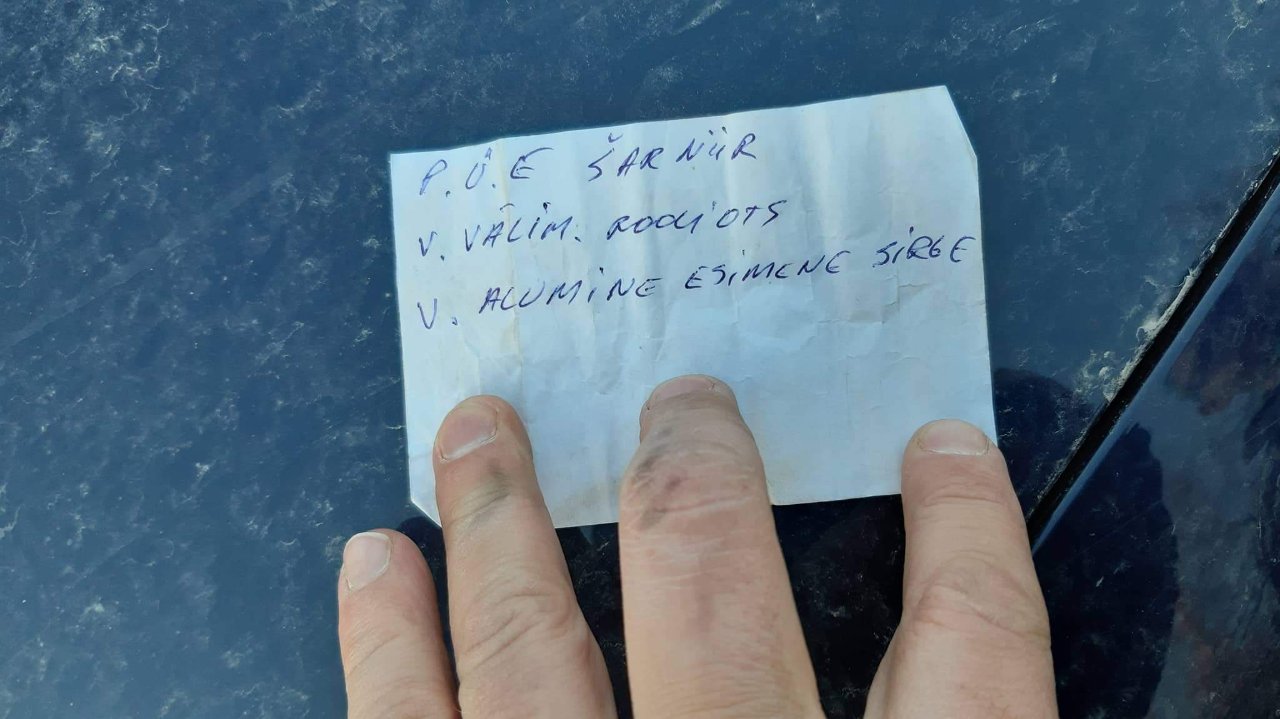 P.Ü.E ŠARNIIR
V. VÄLIM. ROOLIOTS
V. ALUMINE ESIMENE SIRGE